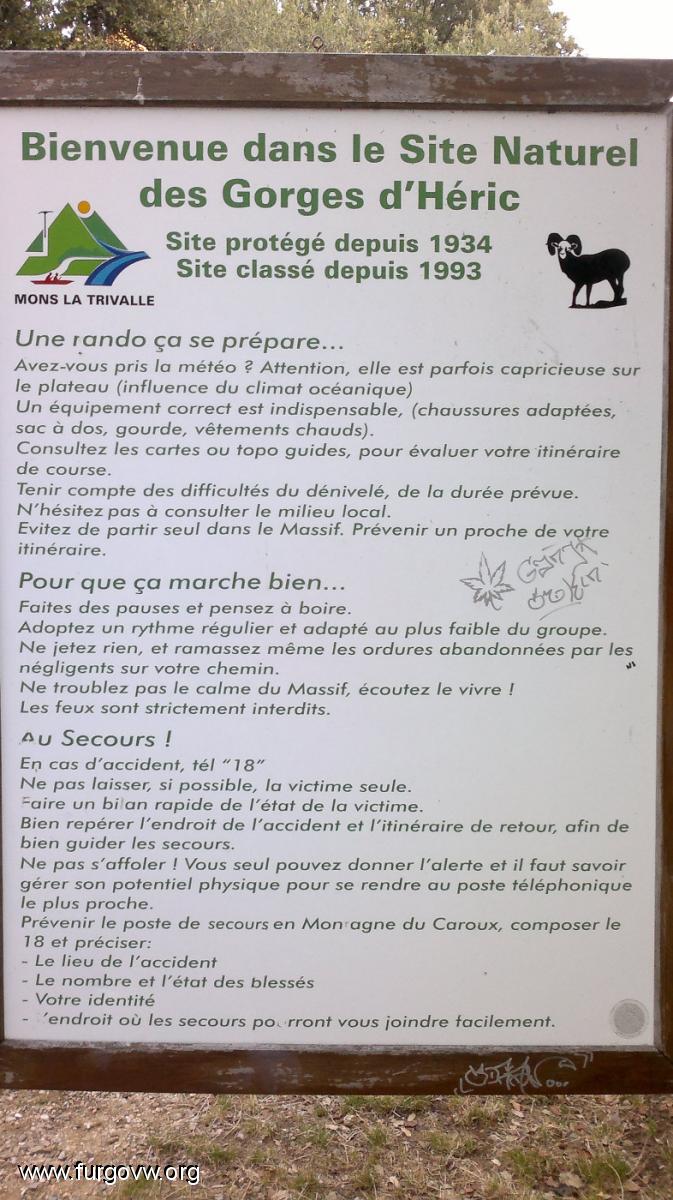 Bienvenue dans le Site Naturel
des Gorges d'Héric
Site protégé depuis 1934
Site classé depuis 1993
MONS LA TRIVALLE
Une rando ça se prépare...
Avez-vous pris la météo ? Attention, elle est parfois capricieuse sur
le plateau (influence du climat océanique)
Un équipement correct est indispensable, (chaussures adaptées,
sac à dos, gourde, vêtements chauds).
Consultez les cartes ou topo guides, pour évaluer votre itinéraire
de course.
Tenir compte des difficultés du dénivelé, de la durée prévue.
N'hésitez pas à consulter le milieu local.
Evitez de partir seul dans le Massif. Prévenir un proche de votre
itinéraire.
Pour que ça marche bien...
Faites des pauses et pensez à boire.
Adoptez un rythme régulier et adapté au plus faible du groupe.
Ne jetez rien, et ramassez même les ordures abandonnées par les
négligents sur votre chemin.
Ne troublez pas le calme du Massif, écoutez le vivre !
Les feux sont strictement interdits.
Au Secours !
En cas d'accident, tél "18"
Ne pas laisser, si possible, la victime seule.
Faire un bilan rapide de l'état de la victime.
Bien repérer l'endroit de l'accident et l'itinéraire de retour, afin de
bien guider les secours.
Ne pas s'affoler ! Vous seul pouvez donner l'alerte et il faut savoir
gérer son potentiel physique pour se rendre au poste téléphonique
le plus proche.
Prévenir le poste de secours en Montagne du Caroux, composer le
18 et préciser:
- Le lieu de l'accident
- Le nombre et l'état des blessés
- Votre identité
- L'endroit où les secours pourront vous joindre facilement.
www.furgovw.org